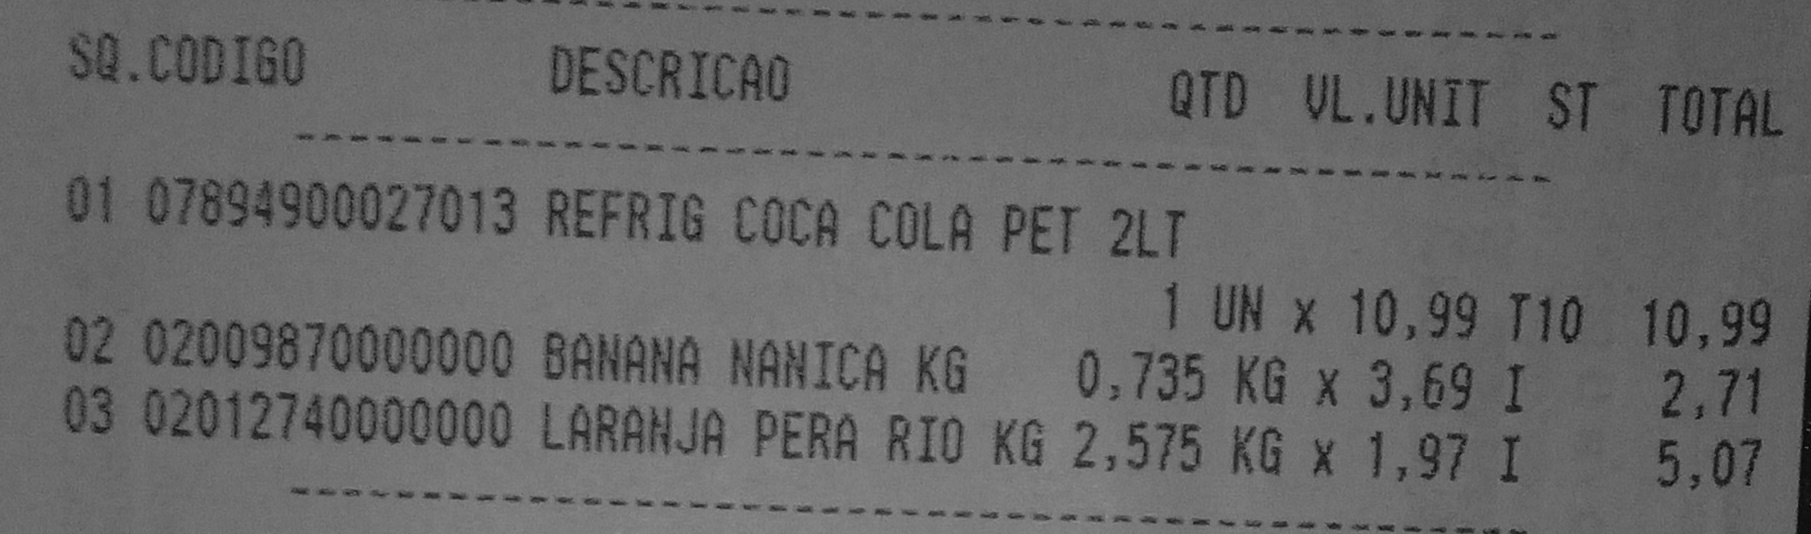 SQ.CODIGO DESCRICAO QTD VL.UNIT ST TOTAL
01 07894900027013 REFRIG COCA COLA PET 2LT
1 UN x 10,99 T10 10,99
02 02009870000000 BANANA NANICA KG 0,735 KG x 3,69 I 2,71
03 02012740000000 LARANJA PERA RIO KG 2,575 KG x 1,97 I 5,07